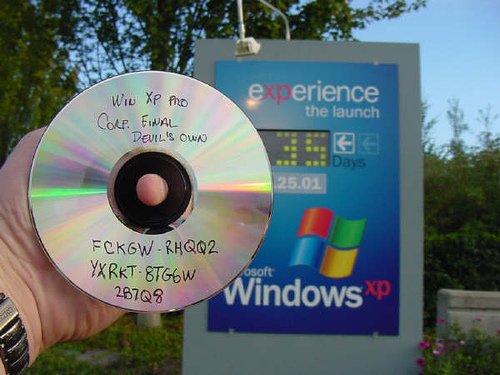 WIN XP PRO
CORP. FINAL
DEVIL'S OWN
FCKGW-RHQQ2
YXRKT-8TG6W
2B7Q8
experience
the launch
35
Days
.25.01
osoft
Windows xp